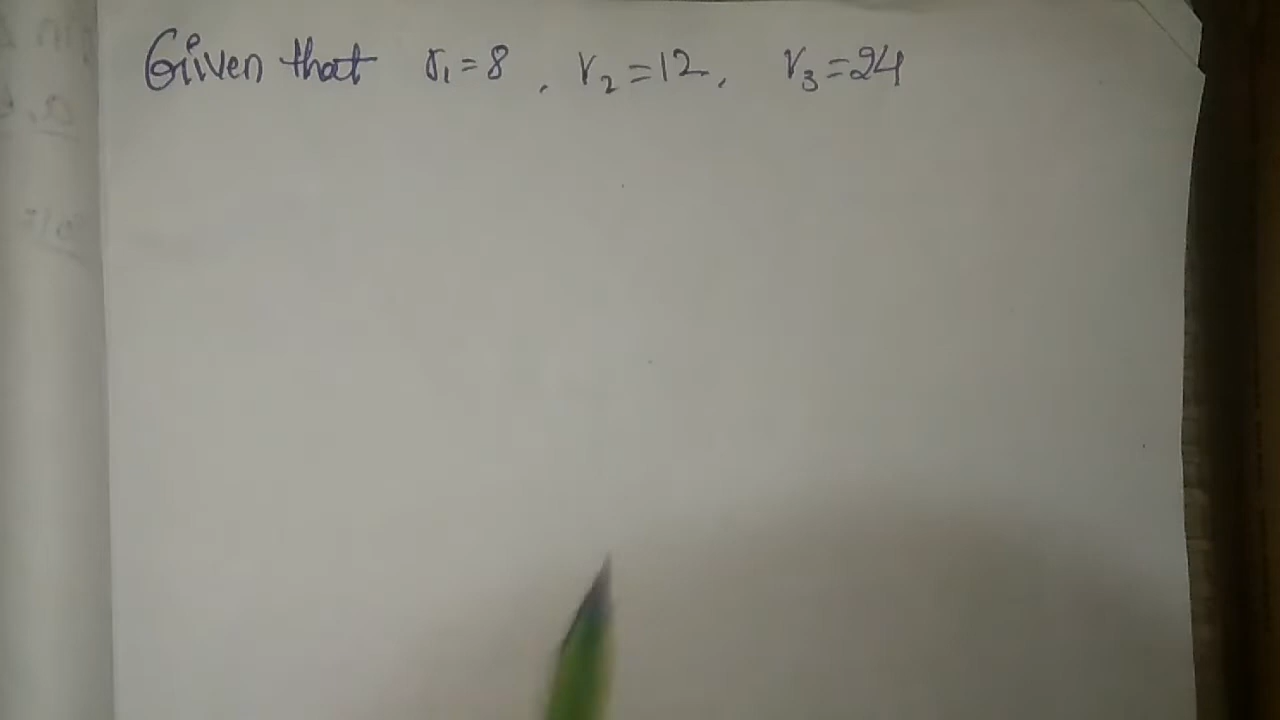 Given that r₁=8 , r₂=12, r₃=24